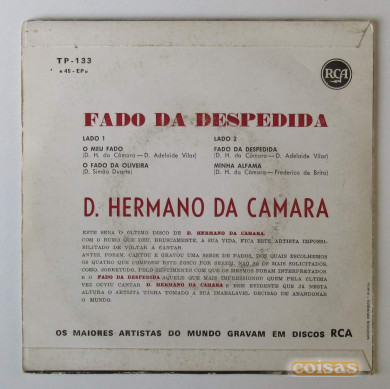 TP-133
« 45 - EP »
RCA
FADO DA DESPEDIDA
LADO 1
O MEU FADO
(D. H. da Câmara — D. Adelaide Vilar)
O FADO DA OLIVEIRA
(D. Simão Duarte)
LADO 2
FADO DA DESPEDIDA
(D. H. da Câmara — D. Adelaide Vilar)
MINHA ALFAMA
(D. H. da Câmara — Frederico de Brito)
D. HERMANO DA CAMARA
ESTE SERÁ O ÚLTIMO DISCO DE D. HERMANO DA CAMARA.
COM O RUMO QUE DEU, BRUSCAMENTE, A SUA VIDA, FICA ESTE ARTISTA IMPOSSI-
BILITADO DE VOLTAR A CANTAR.
ANTES, PORÉM, CANTOU E GRAVOU UMA SÉRIE DE FADOS, DOS QUAIS ESCOLHEMOS
OS QUATRO QUE COMPÕEM ESTE DISCO POR SEREM, NÃO SÓ OS MAIS SOLICITADOS,
COMO, SOBRETUDO, PELO SENTIMENTO COM QUE OS MESMOS FORAM INTERPRETADOS
E O FADO DA DESPEDIDA AQUELE QUE MAIS IMPRESSIONOU QUEM PELA ÚLTIMA
VEZ OUVIU CANTAR D. HERMANO DA CAMARA E SER EVIDENTE QUE JÁ NESTA
ALTURA O ARTISTA TINHA TOMADO A SUA INABALÁVEL DECISÃO DE ABANDONAR
O MUNDO.
OS MAIORES ARTISTAS DO MUNDO GRAVAM EM DISCOS RCA
coisas